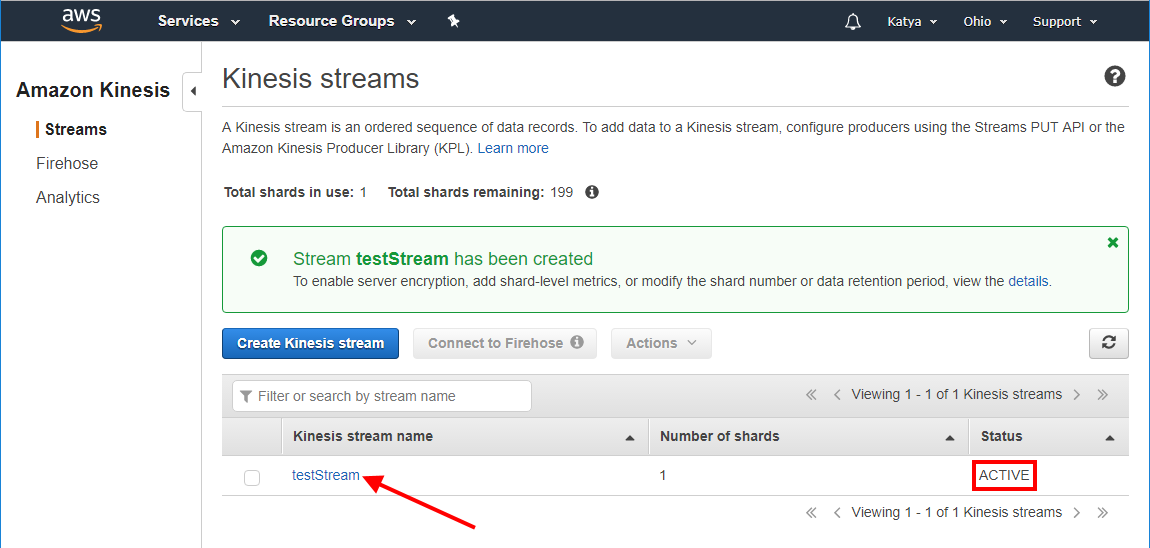 aws Services Resource Groups Katya Ohio Support
Amazon Kinesis
Streams
Firehose
Analytics
Kinesis streams
A Kinesis stream is an ordered sequence of data records. To add data to a Kinesis stream, configure producers using the Streams PUT API or the
Amazon Kinesis Producer Library (KPL). Learn more
Total shards in use: 1 Total shards remaining: 199
Stream testStream has been created
To enable server encryption, add shard-level metrics, or modify the shard number or data retention period, view the details.
Create Kinesis stream Connect to Firehose Actions
Filter or search by stream name Viewing 1 - 1 of 1 Kinesis streams
Kinesis stream name Number of shards Status
testStream 1 ACTIVE
Viewing 1 - 1 of 1 Kinesis streams